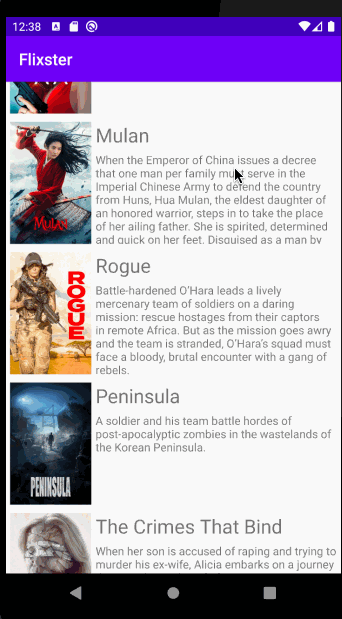 12:38
Flixster
Mulan
When the Emperor of China issues a decree
that one man per family must serve in the
Imperial Chinese Army to defend the country
from Huns, Hua Mulan, the eldest daughter of
an honored warrior, steps in to take the place
of her ailing father. She is spirited, determined
and quick on her feet. Disguised as a man by
MULAN
Rogue
Battle-hardened O'Hara leads a lively
mercenary team of soldiers on a daring
mission: rescue hostages from their captors
in remote Africa. But as the mission goes awry
and the team is stranded, O'Hara's squad must
face a bloody, brutal encounter with a gang of
rebels.
ROGUE
Peninsula
A soldier and his team battle hordes of
post-apocalyptic zombies in the wastelands of
the Korean Peninsula.
PENINSULA
The Crimes That Bind
When her son is accused of raping and trying to
murder his ex-wife, Alicia embarks on a journey